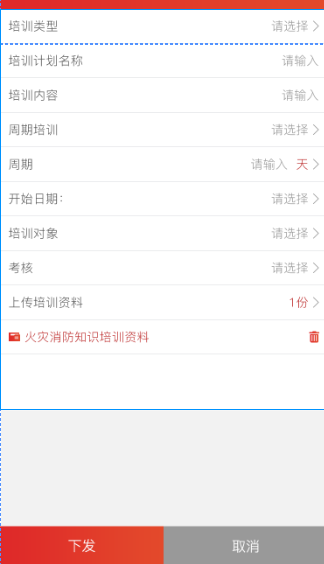 培训类型 请选择
培训计划名称 请输入
培训内容 请输入
周期培训 请选择
周期 请输入 天
开始日期: 请选择
培训对象 请选择
考核 请选择
上传培训资料 1份
火灾消防知识培训资料
下发 取消